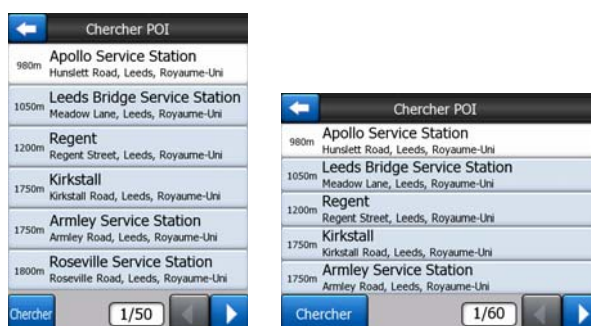 Chercher POI
980m Apollo Service Station
Hunslett Road, Leeds, Royaume-Uni
1050m Leeds Bridge Service Station
Meadow Lane, Leeds, Royaume-Uni
1200m Regent
Regent Street, Leeds, Royaume-Uni
1750m Kirkstall
Kirkstall Road, Leeds, Royaume-Uni
1750m Armley Service Station
Armley Road, Leeds, Royaume-Uni
1800m Roseville Service Station
Roseville Road, Leeds, Royaume-Uni
Chercher 1/50
Chercher POI
980m Apollo Service Station
Hunslett Road, Leeds, Royaume-Uni
1050m Leeds Bridge Service Station
Meadow Lane, Leeds, Royaume-Uni
1200m Regent
Regent Street, Leeds, Royaume-Uni
1750m Kirkstall
Kirkstall Road, Leeds, Royaume-Uni
1750m Armley Service Station
Armley Road, Leeds, Royaume-Uni
Chercher 1/60